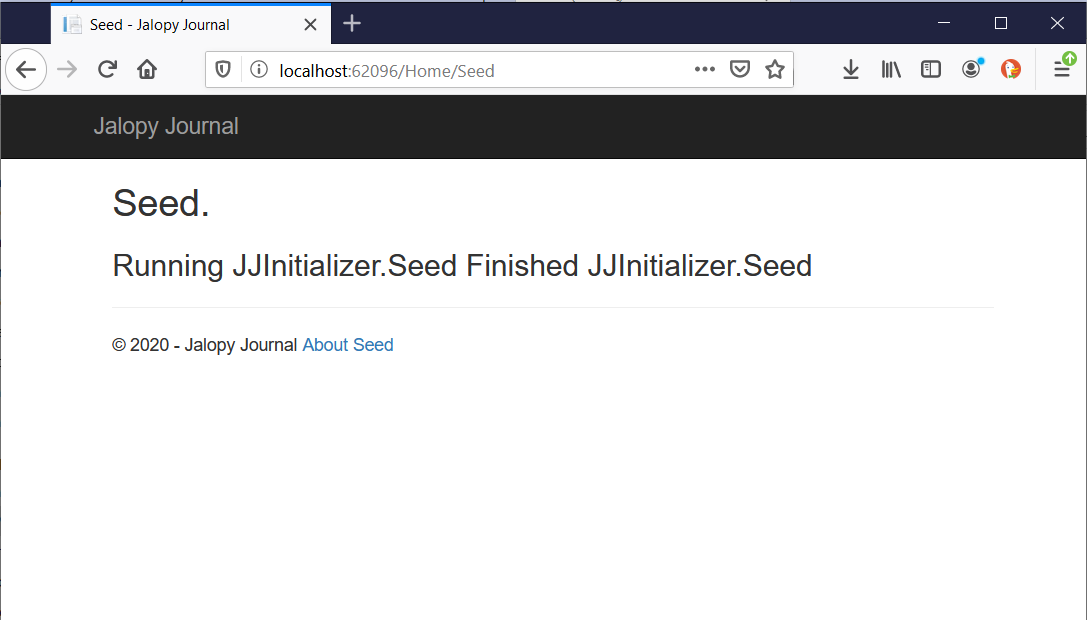 Seed - Jalopy Journal
localhost:62096/Home/Seed
Jalopy Journal
Seed.
Running JJInitializer.Seed Finished JJInitializer.Seed
© 2020 - Jalopy Journal About Seed